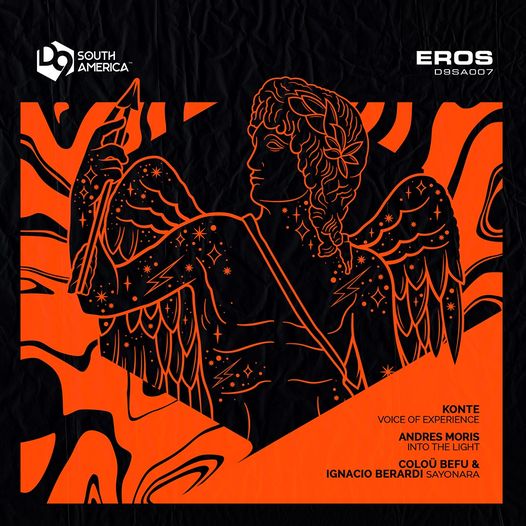 D9 SOUTH
AMERICA™
EROS
D9SA007
KONTE
VOICE OF EXPERIENCE
ANDRES MORIS
INTO THE LIGHT
COLOÜ BEFU &
IGNACIO BERARDI SAYONARA